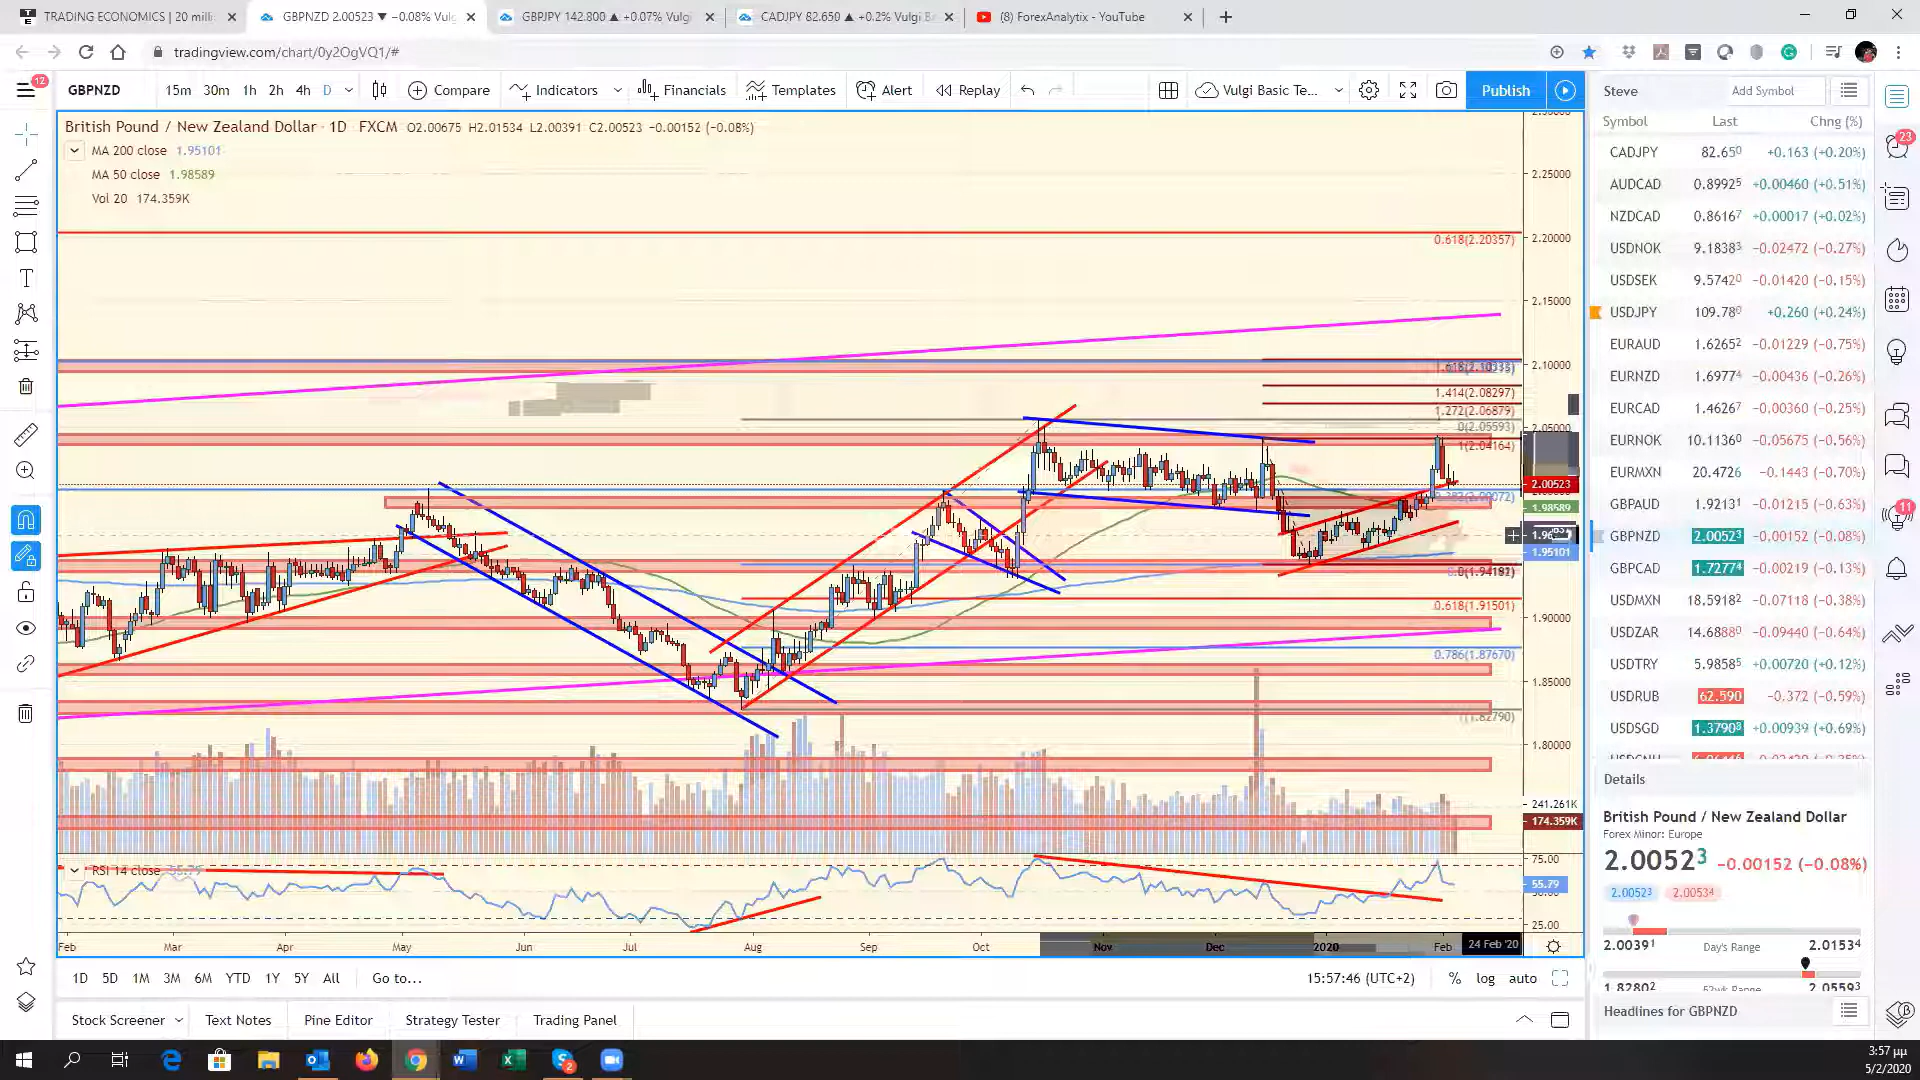 TRADING ECONOMICS | 20 milli
GBPNZD 2.00523 ▼ −0.08% Vulg
GBPJPY 142.800 ▲ +0.07% Vulgi
CADJPY 82.650 ▲ +0.2% Vulgi B
(8) ForexAnalytix - YouTube
tradingview.com/chart/0y2OgVQ1/#
12
GBPNZD
15m 30m 1h 2h 4h D
Compare
Indicators
Financials
Templates
Alert
Replay
Vulgi Basic Te...
Publish
British Pound / New Zealand Dollar · 1D · FXCM O2.00675 H2.01534 L2.00391 C2.00523 −0.00152 (−0.08%)
MA 200 close 1.95101
MA 50 close 1.98589
Vol 20 174.359K
2.25000
2.20000
2.15000
2.10000
2.05000
2.00523
1.98589
1.95101
1.90000
1.85000
1.80000
241.261K
174.359K
0.618(2.20357)
1.414(2.08297)
1.272(2.06879)
0(2.05593)
1(2.04164)
0.382(2.00072)
0.618(1.91501)
0.786(1.87670)
(1.82790)
RSI 14 close 55.79
75.00
55.79
25.00
Feb Mar Apr May Jun Jul Aug Sep Oct Nov Dec 2020 Feb 24 Feb '20
1D 5D 1M 3M 6M YTD 1Y 5Y All Go to...
15:57:46 (UTC+2) % log auto
Stock Screener Text Notes Pine Editor Strategy Tester Trading Panel
Steve Add Symbol
Symbol Last Chng (%)
CADJPY 82.650 +0.163 (+0.20%)
AUDCAD 0.89925 +0.00460 (+0.51%)
NZDCAD 0.86167 +0.00017 (+0.02%)
USDNOK 9.18383 −0.02472 (−0.27%)
USDSEK 9.57420 −0.01420 (−0.15%)
USDJPY 109.780 +0.260 (+0.24%)
EURAUD 1.62652 −0.01229 (−0.75%)
EURNZD 1.69774 −0.00436 (−0.26%)
EURCAD 1.46267 −0.00360 (−0.25%)
EURNOK 10.11360 −0.05675 (−0.56%)
EURMXN 20.4726 −0.1443 (−0.70%)
GBPAUD 1.92131 −0.01215 (−0.63%)
GBPNZD 2.00523 −0.00152 (−0.08%)
GBPCAD 1.72774 −0.00219 (−0.13%)
USDMXN 18.59182 −0.07118 (−0.38%)
USDZAR 14.68880 −0.09440 (−0.64%)
USDTRY 5.98585 +0.00720 (+0.12%)
USDRUB 62.590 −0.372 (−0.59%)
USDSGD 1.37903 +0.00939 (+0.69%)
Details
British Pound / New Zealand Dollar
Forex Minor: Europe
2.00523 −0.00152 (−0.08%)
2.00523 2.00534
2.00391 Day's Range 2.01534
1.82802 52wk Range 2.05593
Headlines for GBPNZD
23
11
2
3:57 μμ
5/2/2020